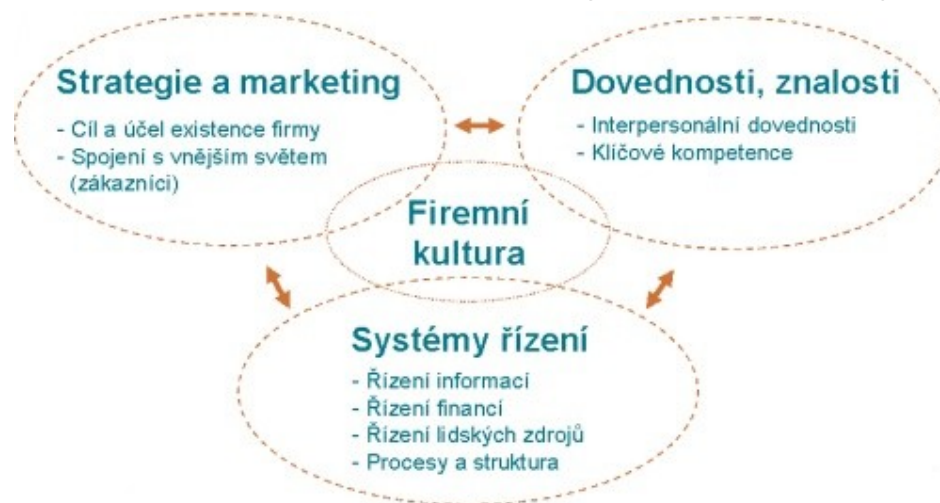 Strategie a marketing
- Cíl a účel existence firmy
- Spojení s vnějším světem
(zákazníci)
Dovednosti, znalosti
- Interpersonální dovednosti
- Klíčové kompetence
Firemní
kultura
Systémy řízení
- Řízení informací
- Řízení financí
- Řízení lidských zdrojů
- Procesy a struktura